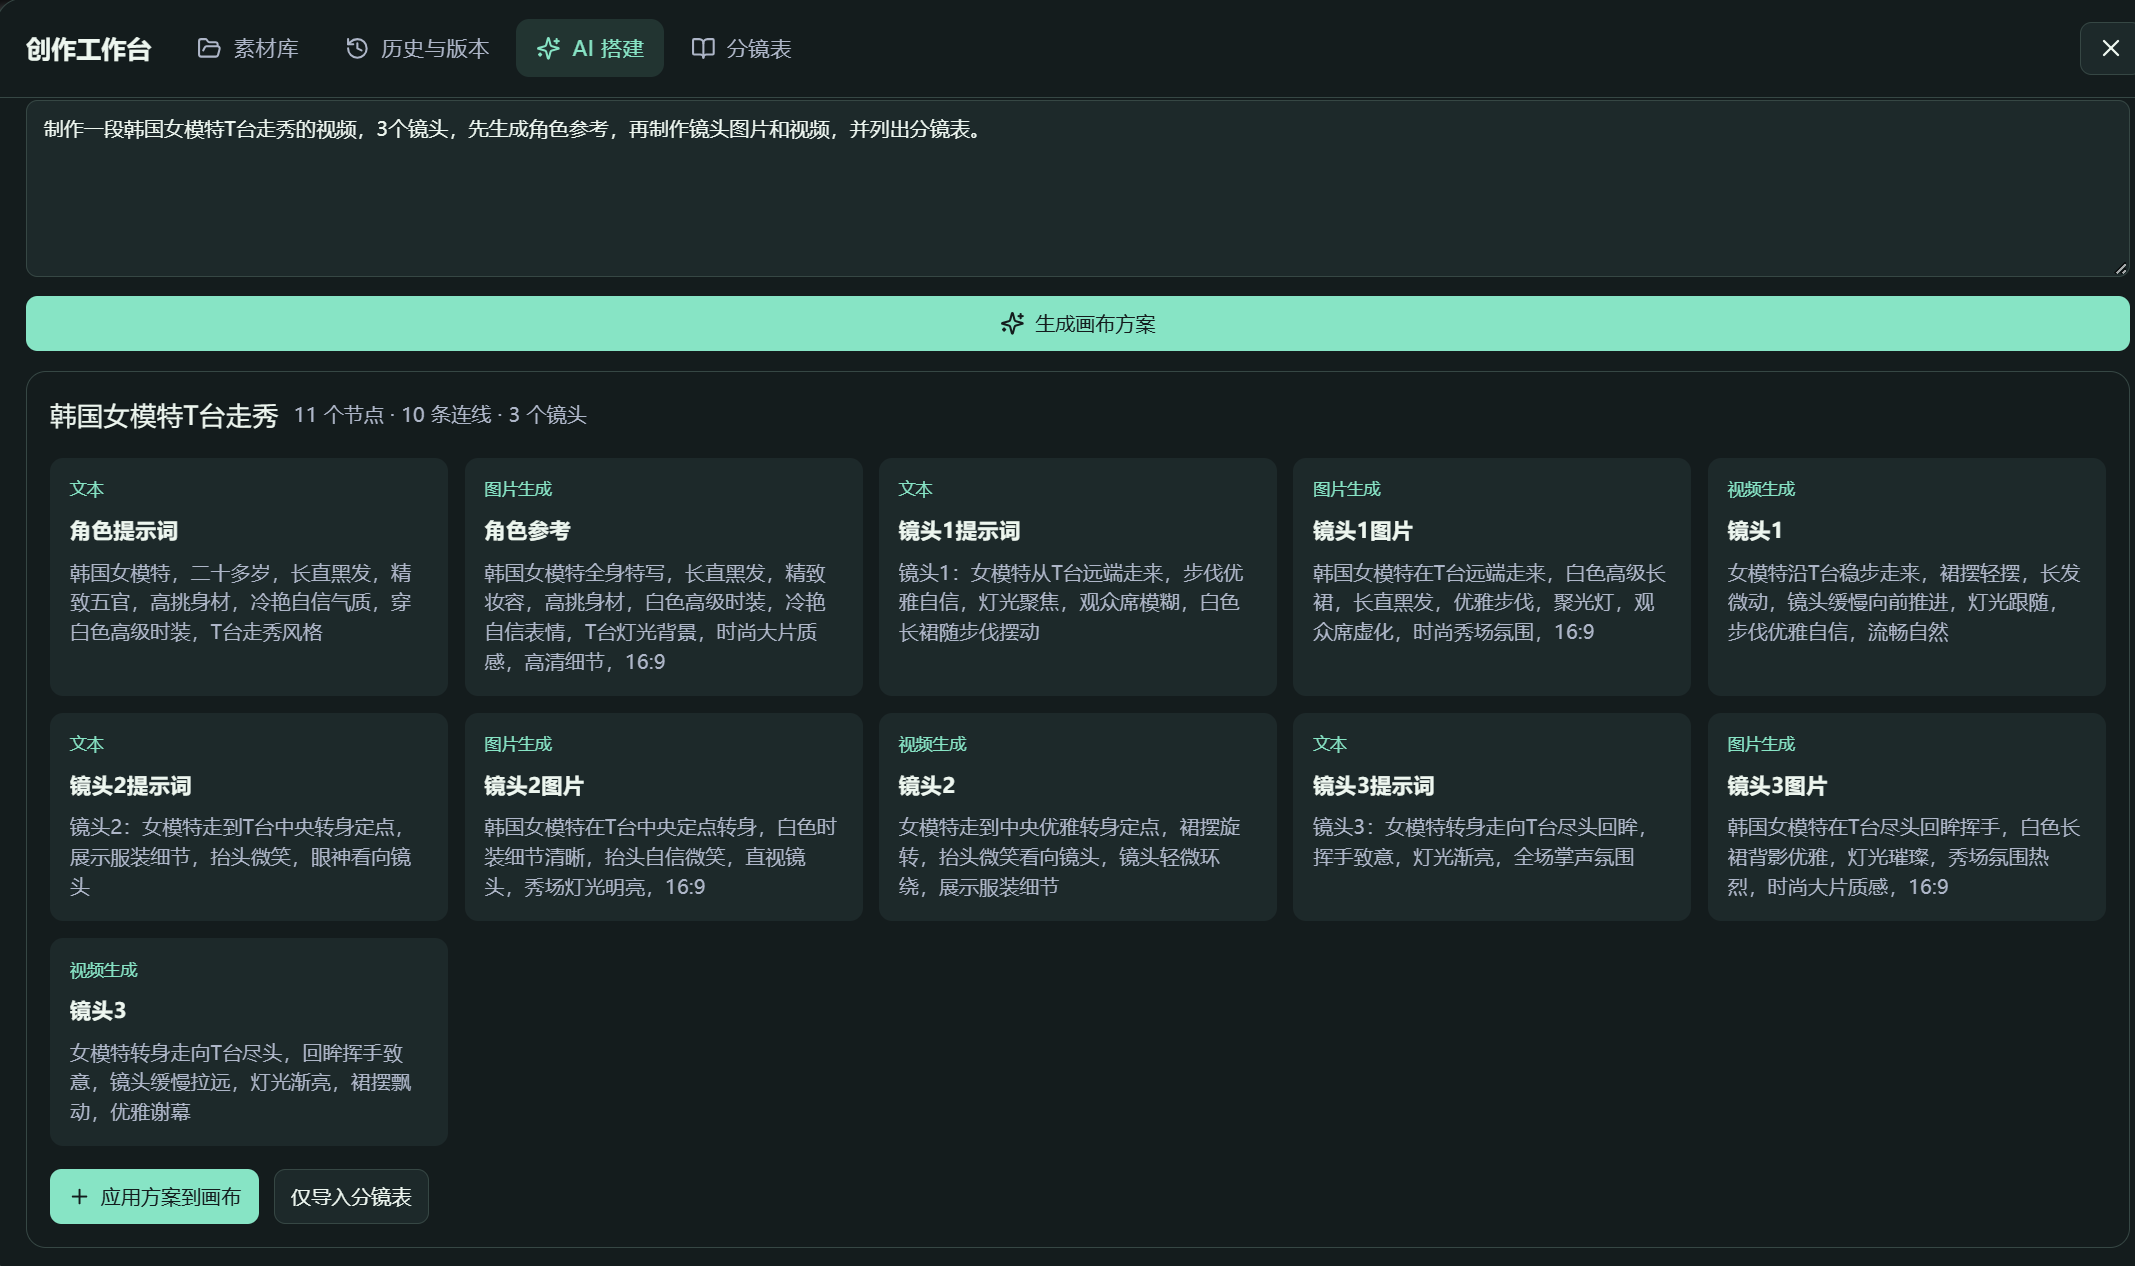 创作工作台
素材库
历史与版本
AI 搭建
分镜表
制作一段韩国女模特T台走秀的视频，3个镜头，先生成角色参考，再制作镜头图片和视频，并列出分镜表。
生成画布方案
韩国女模特T台走秀 11 个节点 · 10 条连线 · 3 个镜头
文本
角色提示词
韩国女模特，二十多岁，长直黑发，精
致五官，高挑身材，冷艳自信气质，穿
白色高级时装，T台走秀风格
图片生成
角色参考
韩国女模特全身特写，长直黑发，精致
妆容，高挑身材，白色高级时装，冷艳
自信表情，T台灯光背景，时尚大片质
感，高清细节，16:9
文本
镜头1提示词
镜头1：女模特从T台远端走来，步伐优
雅自信，灯光聚焦，观众席模糊，白色
长裙随步伐摆动
图片生成
镜头1图片
韩国女模特在T台远端走来，白色高级长
裙，长直黑发，优雅步伐，聚光灯，观
众席虚化，时尚秀场氛围，16:9
视频生成
镜头1
女模特沿T台稳步走来，裙摆轻摆，长发
微动，镜头缓慢向前推进，灯光跟随，
步伐优雅自信，流畅自然
文本
镜头2提示词
镜头2：女模特走到T台中央转身定点，
展示服装细节，抬头微笑，眼神看向镜
头
图片生成
镜头2图片
韩国女模特在T台中央定点转身，白色时
装细节清晰，抬头自信微笑，直视镜
头，秀场灯光明亮，16:9
视频生成
镜头2
女模特走到中央优雅转身定点，裙摆旋
转，抬头微笑看向镜头，镜头轻微环
绕，展示服装细节
文本
镜头3提示词
镜头3：女模特转身走向T台尽头回眸，
挥手致意，灯光渐亮，全场掌声氛围
图片生成
镜头3图片
韩国女模特在T台尽头回眸挥手，白色长
裙背影优雅，灯光璀璨，秀场氛围热
烈，时尚大片质感，16:9
视频生成
镜头3
女模特转身走向T台尽头，回眸挥手致
意，镜头缓慢拉远，灯光渐亮，裙摆飘
动，优雅谢幕
应用方案到画布
仅导入分镜表